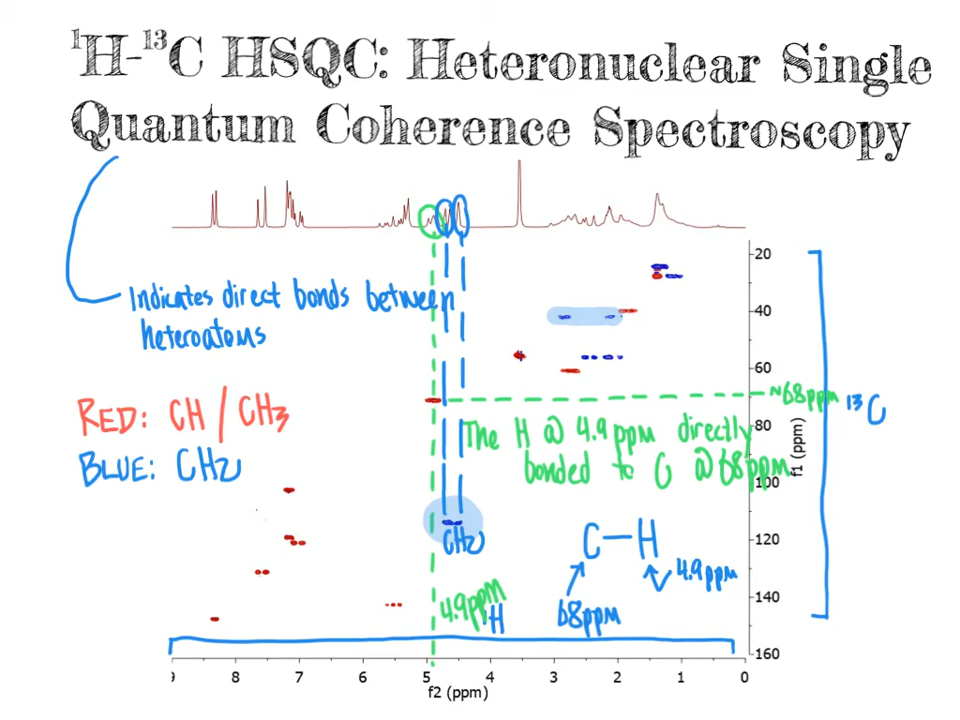 ¹H-¹³C HSQC: Heteronuclear Single
Quantum Coherence Spectroscopy
Indicates direct bonds between
heteroatoms
RED: CH / CH3
BLUE: CH2
20
40
60
~68ppm
¹³C
80
The H @ 4.9ppm directly
bonded to C @ 68ppm
100
f1 (ppm)
CH2
120
C—H
4.9ppm
68ppm
140
4.9ppm
¹H
160
9 8 7 6 5 4 3 2 1 0
f2 (ppm)